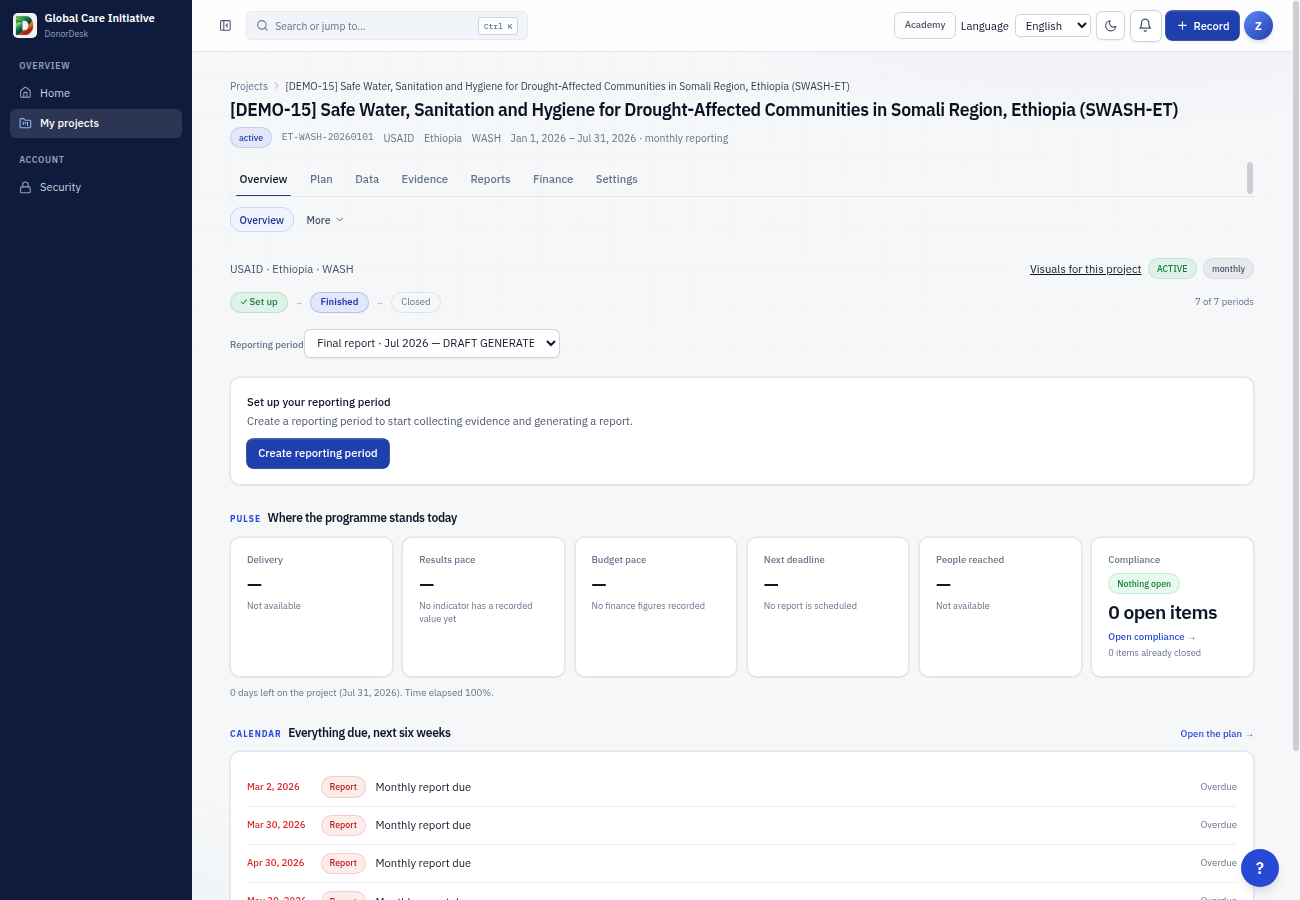 Global Care Initiative
DonorDesk
OVERVIEW
Home
My projects
ACCOUNT
Security
Search or jump to...
Ctrl K
Academy
Language
English
Record
Z
Projects
[DEMO-15] Safe Water, Sanitation and Hygiene for Drought-Affected Communities in Somali Region, Ethiopia (SWASH-ET)
[DEMO-15] Safe Water, Sanitation and Hygiene for Drought-Affected Communities in Somali Region, Ethiopia (SWASH-ET)
active ET-WASH-20260101 USAID Ethiopia WASH Jan 1, 2026 – Jul 31, 2026 · monthly reporting
Overview Plan Data Evidence Reports Finance Settings
Overview More
USAID · Ethiopia · WASH
Visuals for this project ACTIVE monthly
✓ Set up → Finished → Closed
7 of 7 periods
Reporting period Final report · Jul 2026 — DRAFT GENERATE
Set up your reporting period
Create a reporting period to start collecting evidence and generating a report.
Create reporting period
PULSE Where the programme stands today
Delivery
—
Not available
Results pace
—
No indicator has a recorded
value yet
Budget pace
—
No finance figures recorded
Next deadline
—
No report is scheduled
People reached
—
Not available
Compliance
Nothing open
0 open items
Open compliance →
0 items already closed
0 days left on the project (Jul 31, 2026). Time elapsed 100%.
CALENDAR Everything due, next six weeks
Open the plan →
Mar 2, 2026 Report Monthly report due Overdue
Mar 30, 2026 Report Monthly report due Overdue
Apr 30, 2026 Report Monthly report due Overdue
?